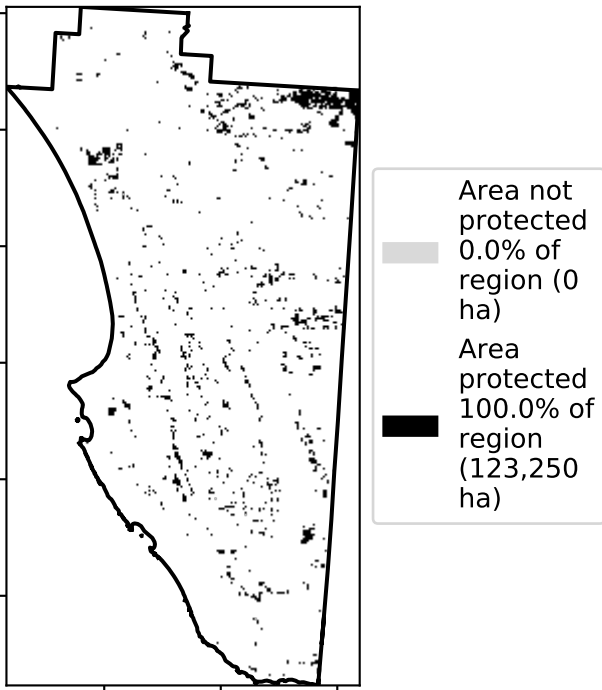 Area not
protected
0.0% of
region (0
ha)
Area
protected
100.0% of
region
(123,250
ha)